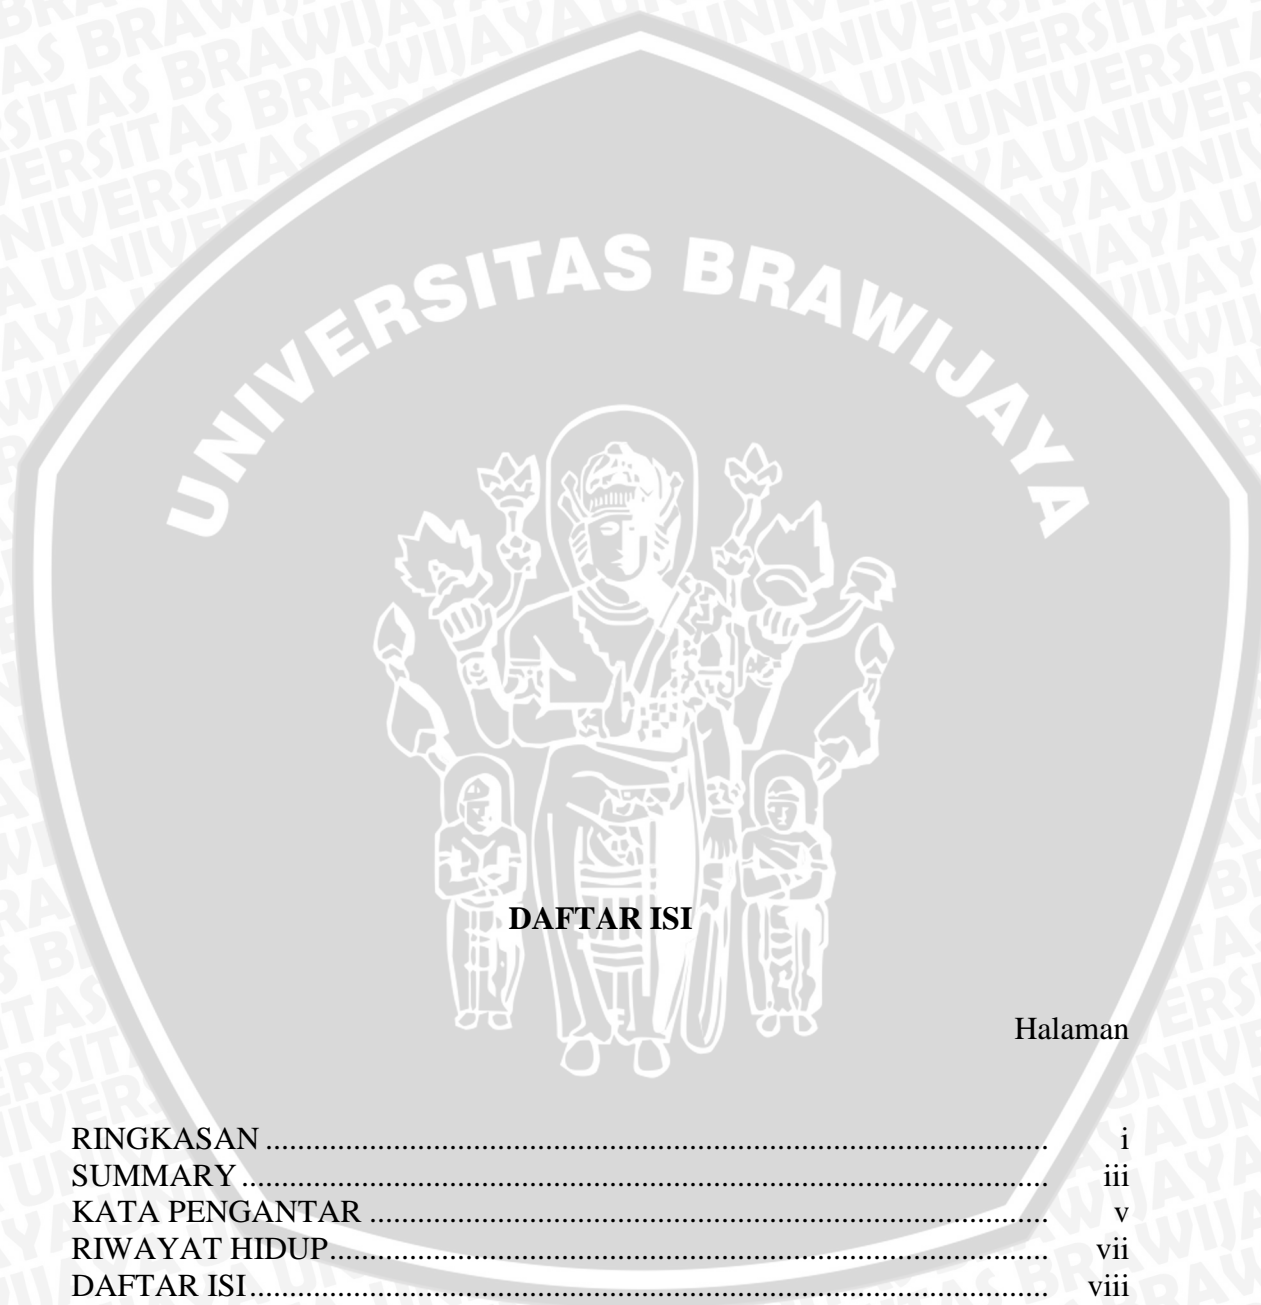 UNIVERSITAS BRAWIJAYA
DAFTAR ISI
Halaman
RINGKASAN ................................................................................. i
SUMMARY .................................................................................... iii
KATA PENGANTAR ...................................................................... v
RIWAYAT HIDUP........................................................................... vii
DAFTAR ISI.................................................................................... viii